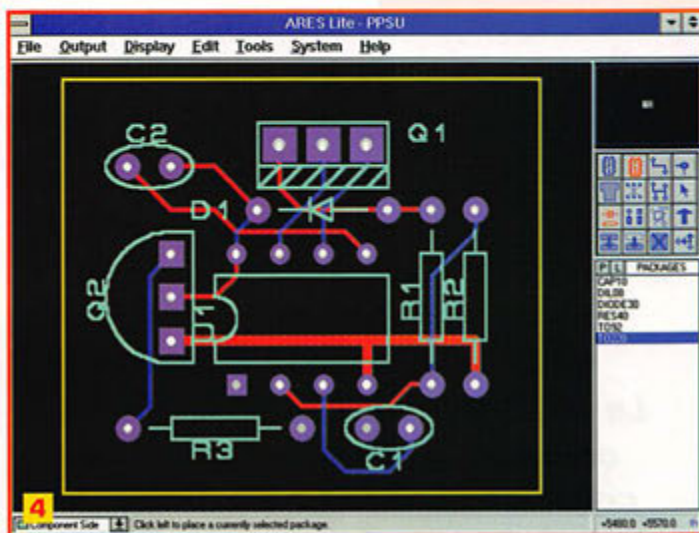 ARES Lite - PPSU
File Output Display Edit Tools System Help
C2
Q1
D1
Q2
U1
R1
R2
R3
C1
P L PACKAGES
CAP10
DIL08
DIODE30
RES40
TO92
TO220
4
Component Side
Click left to place a currently selected package.
+5480.0 +5570.0 th